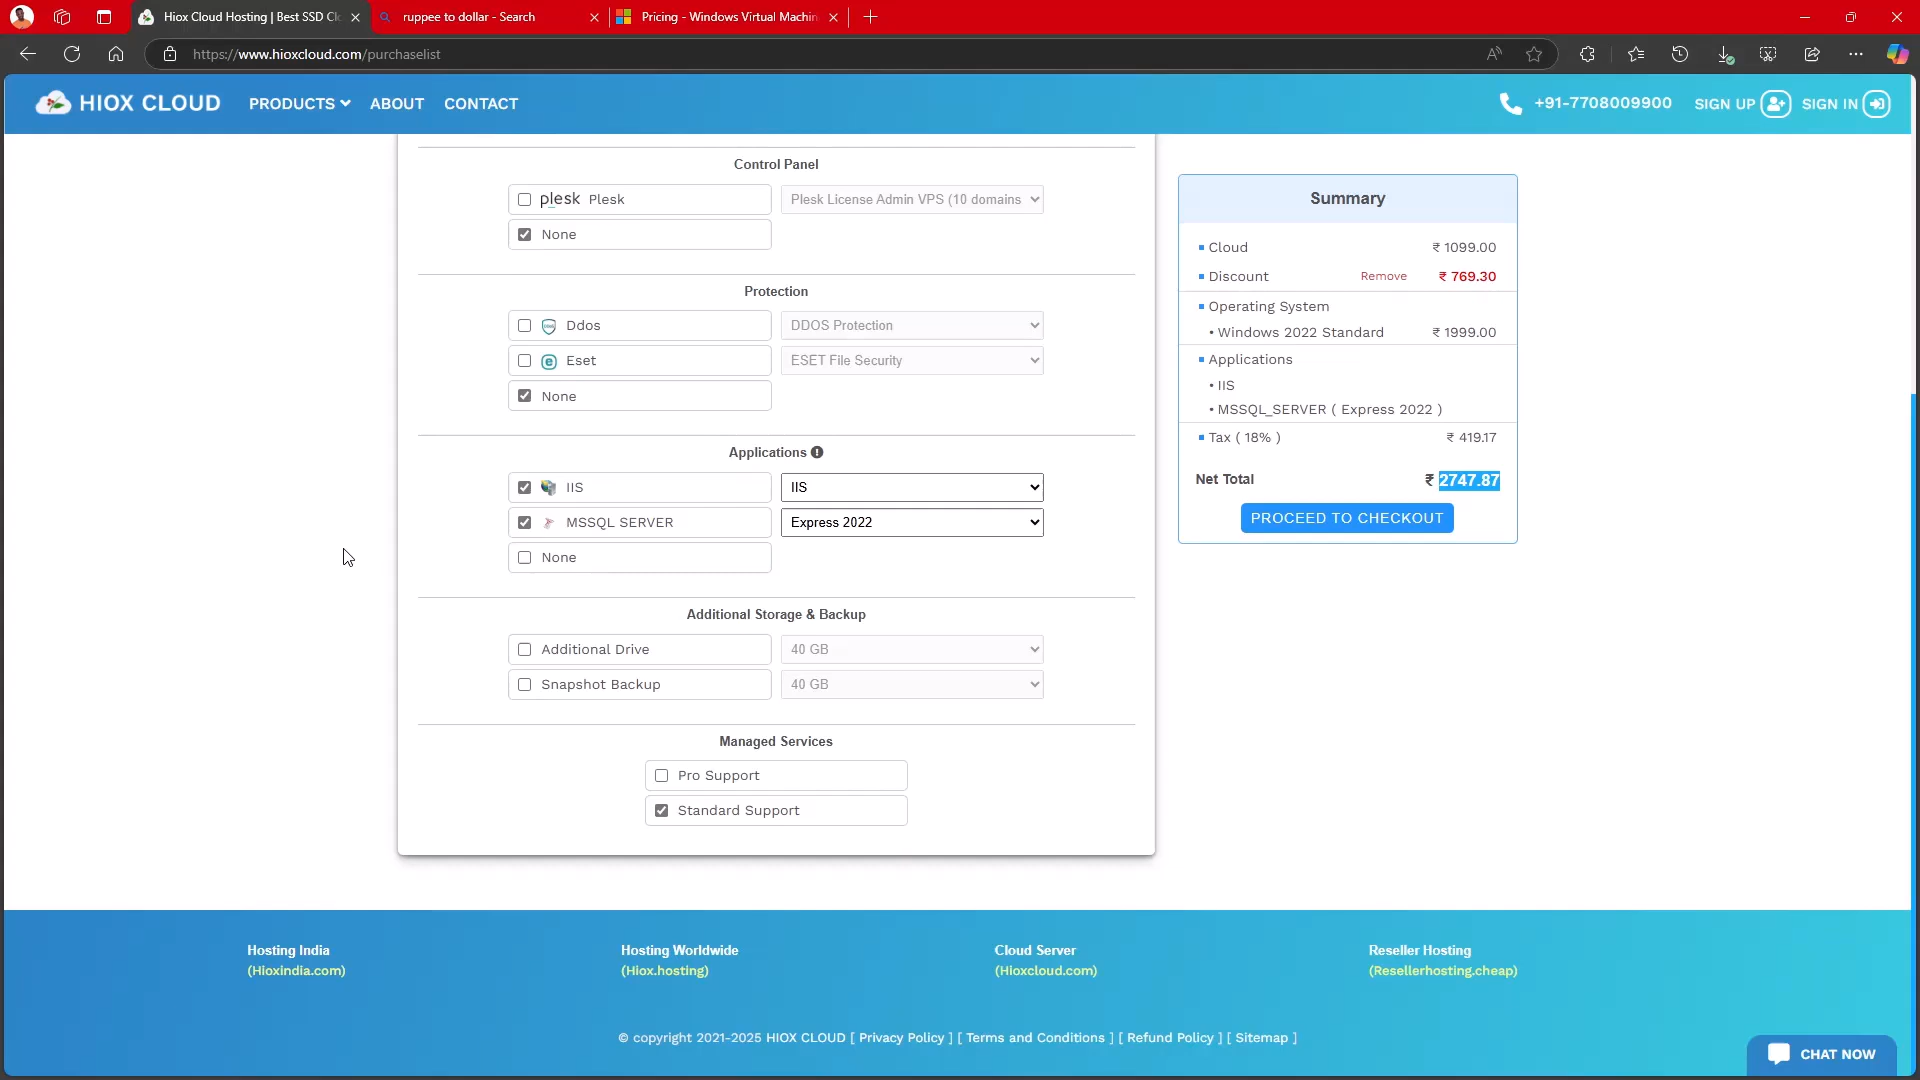 Hiox Cloud Hosting | Best SSD Cl
ruppee to dollar - Search
Pricing - Windows Virtual Machin
https://www.hioxcloud.com/purchaselist
HIOX CLOUD
PRODUCTS
ABOUT
CONTACT
+91-7708009900
SIGN UP
SIGN IN
Control Panel
plesk Plesk
Plesk License Admin VPS (10 domains
None
Protection
Ddos
DDOS Protection
Eset
ESET File Security
None
Applications
IIS
IIS
MSSQL SERVER
Express 2022
None
Additional Storage & Backup
Additional Drive
40 GB
Snapshot Backup
40 GB
Managed Services
Pro Support
Standard Support
Summary
Cloud ₹ 1099.00
Discount Remove ₹ 769.30
Operating System
• Windows 2022 Standard ₹ 1999.00
Applications
• IIS
• MSSQL_SERVER ( Express 2022 )
Tax ( 18% ) ₹ 419.17
Net Total ₹ 2747.87
PROCEED TO CHECKOUT
Hosting India
(Hioxindia.com)
Hosting Worldwide
(Hiox.hosting)
Cloud Server
(Hioxcloud.com)
Reseller Hosting
(Resellerhosting.cheap)
© copyright 2021-2025 HIOX CLOUD [ Privacy Policy ] [ Terms and Conditions ] [ Refund Policy ] [ Sitemap ]
CHAT NOW